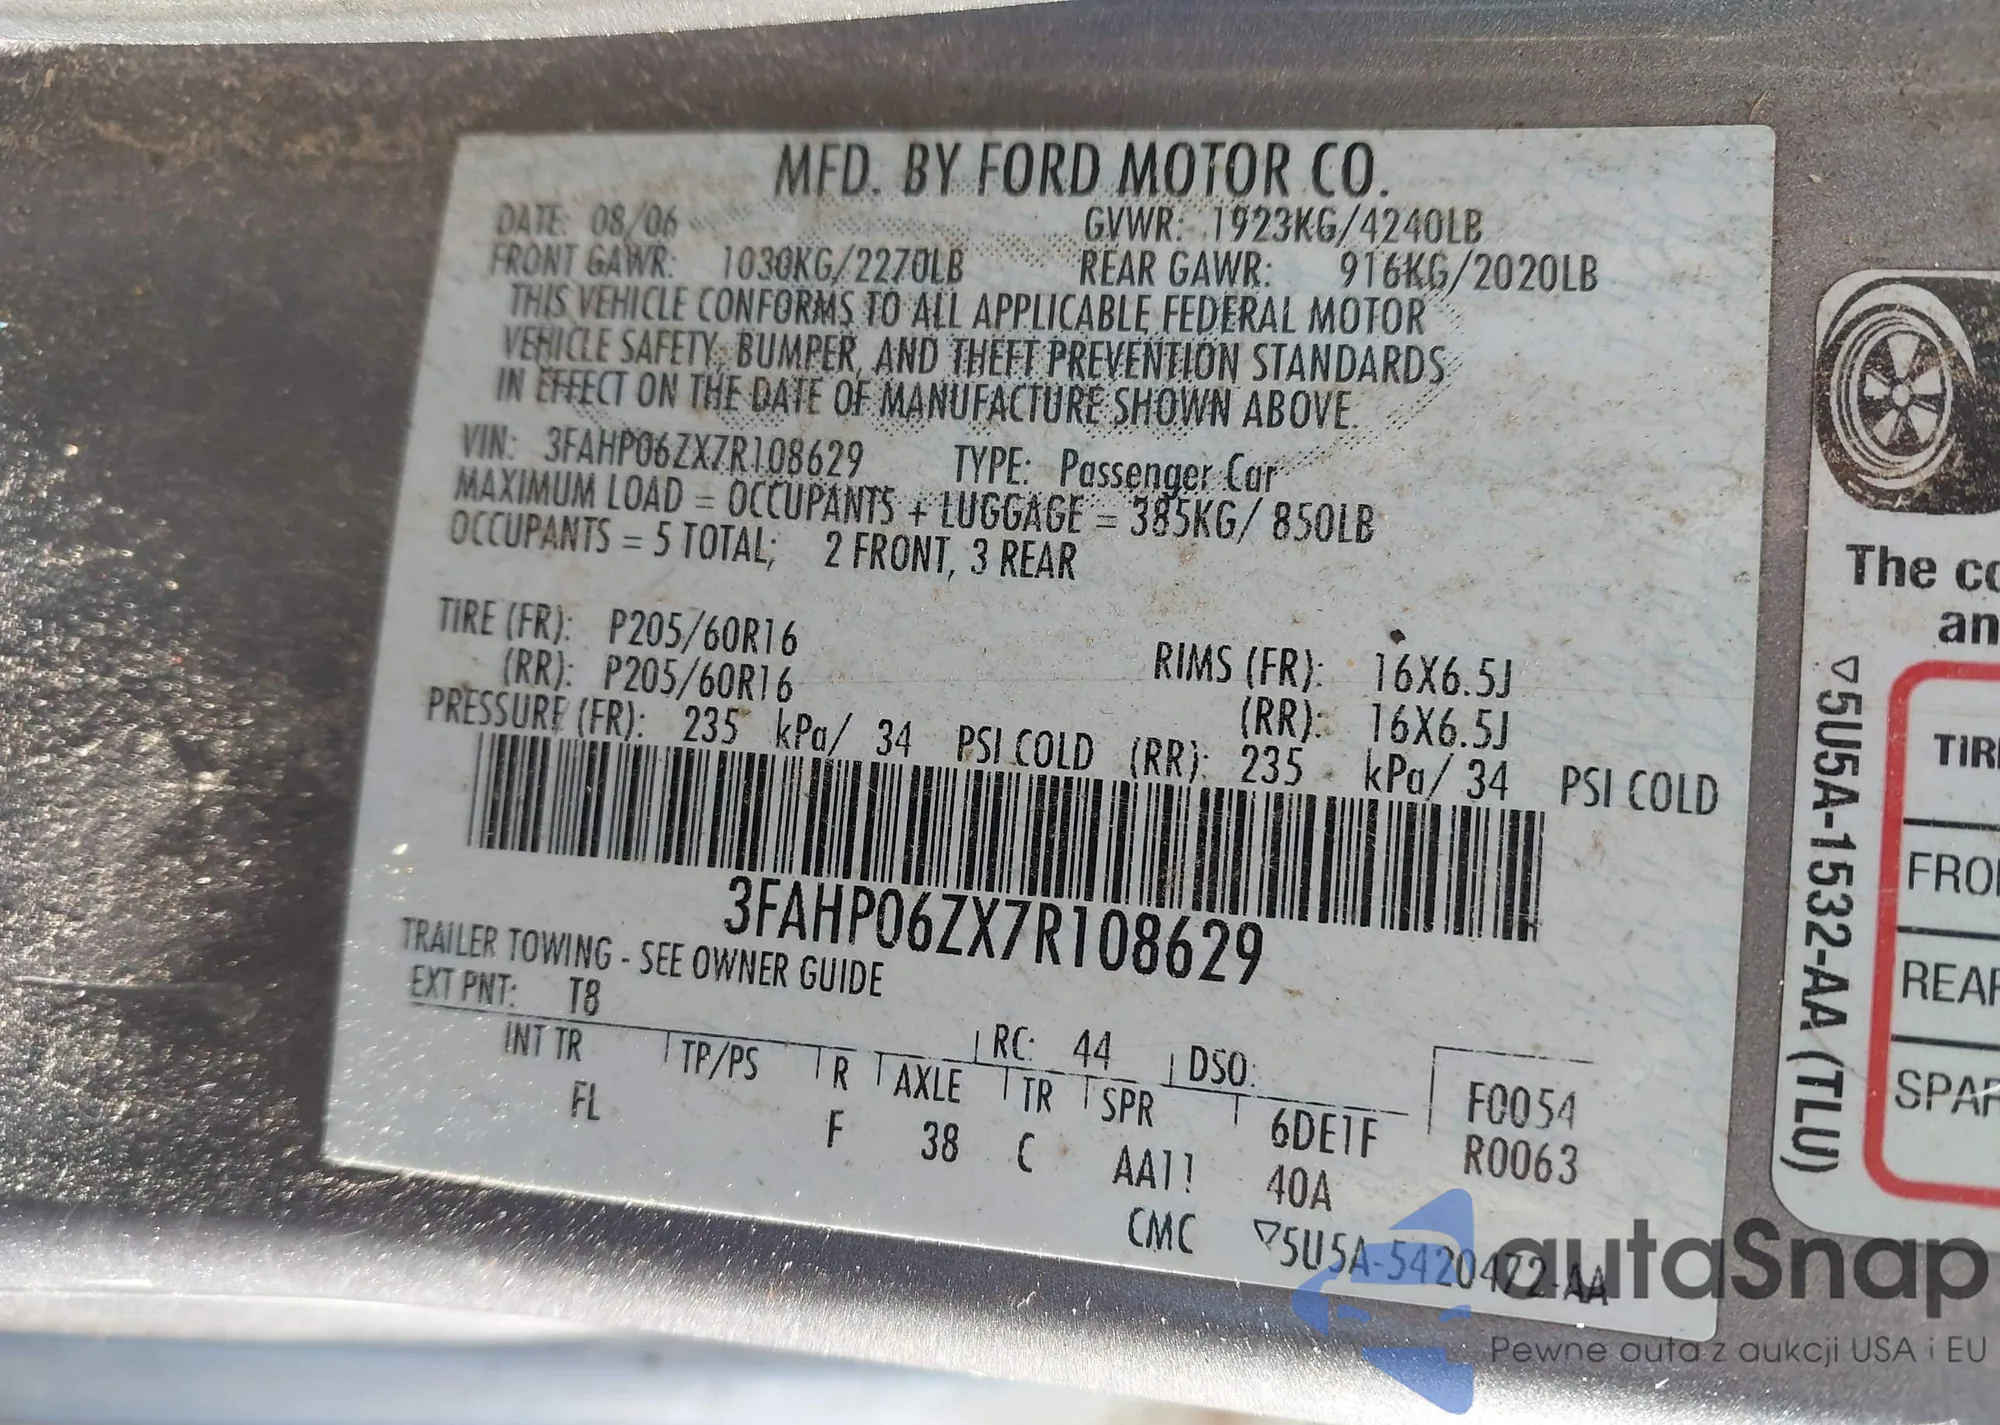 MFD. BY FORD MOTOR CO.
DATE: 08/06 GVWR: 1923KG/4240LB
FRONT GAWR: 1030KG/2270LB REAR GAWR: 916KG/2020LB
THIS VEHICLE CONFORMS TO ALL APPLICABLE FEDERAL MOTOR
VEHICLE SAFETY, BUMPER, AND THEFT PREVENTION STANDARDS
IN EFFECT ON THE DATE OF MANUFACTURE SHOWN ABOVE.
VIN: 3FAHP06ZX7R108629 TYPE: Passenger Car
MAXIMUM LOAD = OCCUPANTS + LUGGAGE = 385KG/ 850LB
OCCUPANTS = 5 TOTAL; 2 FRONT, 3 REAR
TIRE (FR): P205/60R16 RIMS (FR): 16X6.5J
(RR): P205/60R16 (RR): 16X6.5J
PRESSURE (FR): 235 kPa/ 34 PSI COLD (RR): 235 kPa/ 34 PSI COLD
3FAHP06ZX7R108629
TRAILER TOWING - SEE OWNER GUIDE
EXT PNT: T8 RC: 44 DSO:
INT TR TP/PS R AXLE TR SPR 6DE1F F0054
FL F 38 C AA11 40A R0063
CMC ▽5U5A-5420472-AA
The co
an
▽5U5A-1532-AA (TLU)
TIR
FRO
REAR
SPAR
autaSnap
Pewne auta z aukcji USA i EU